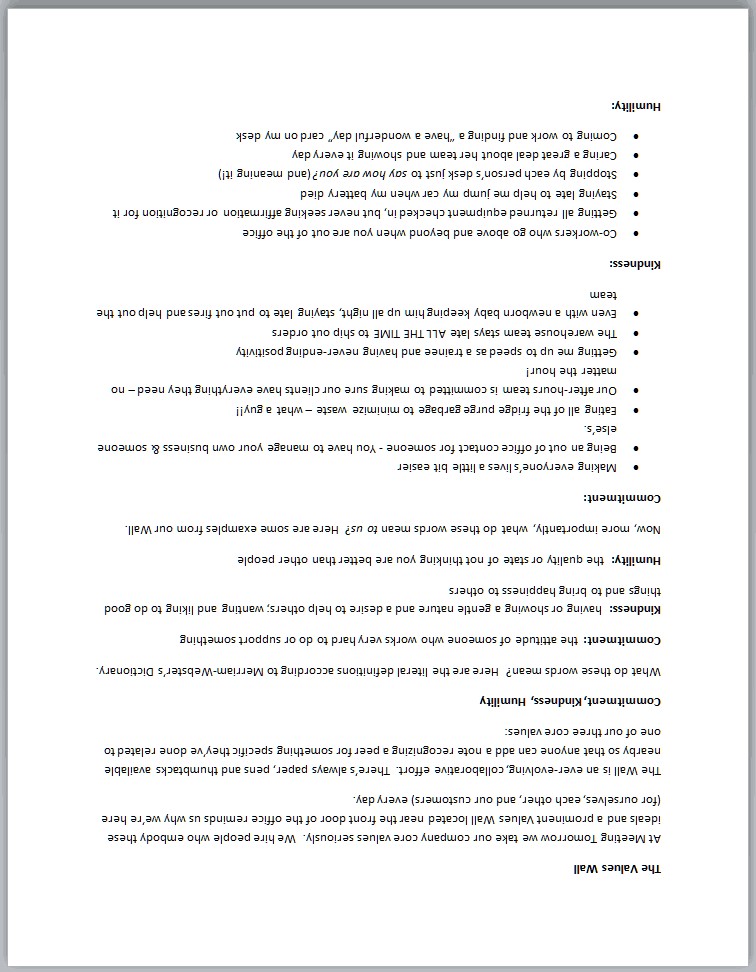 The Values Wall
At Meeting Tomorrow we take our company core values seriously.  We hire people who embody these
ideals and a prominent Values Wall located near the front door of the office reminds us why we're here
(for ourselves, each other, and our customers) every day.
The Wall is an ever-evolving, collaborative effort.  There's always paper, pens and thumbtacks available
nearby so that anyone can add a note recognizing a peer for something specific they've done related to
one of our three core values:
Commitment, Kindness, Humility
What do these words mean?  Here are the literal definitions according to Merriam-Webster's Dictionary.
Commitment:  the attitude of someone who works very hard to do or support something
Kindness:  having or showing a gentle nature and a desire to help others; wanting and liking to do good
things and to bring happiness to others
Humility:  the quality or state of not thinking you are better than other people
Now, more importantly, what do these words mean to us?  Here are some examples from our Wall.
Commitment:
• Making everyone's lives a little bit easier
• Being an out of office contact for someone - You have to manage your own business & someone
else's.
• Eating all of the fridge purge garbage to minimize waste – what a guy!!
• Our after-hours team is committed to making sure our clients have everything they need – no
matter the hour!
• Getting me up to speed as a trainee and having never-ending positivity
• The warehouse team stays late ALL THE TIME to ship out orders
• Even with a newborn baby keeping him up all night, staying late to put out fires and help out the
team
Kindness:
• Co-workers who go above and beyond when you are out of the office
• Getting all returned equipment checked in, but never seeking affirmation or recognition for it
• Staying late to help me jump my car when my battery died
• Stopping by each person's desk just to say how are you? (and meaning it!)
• Caring a great deal about her team and showing it every day
• Coming to work and finding a "have a wonderful day" card on my desk
Humility: